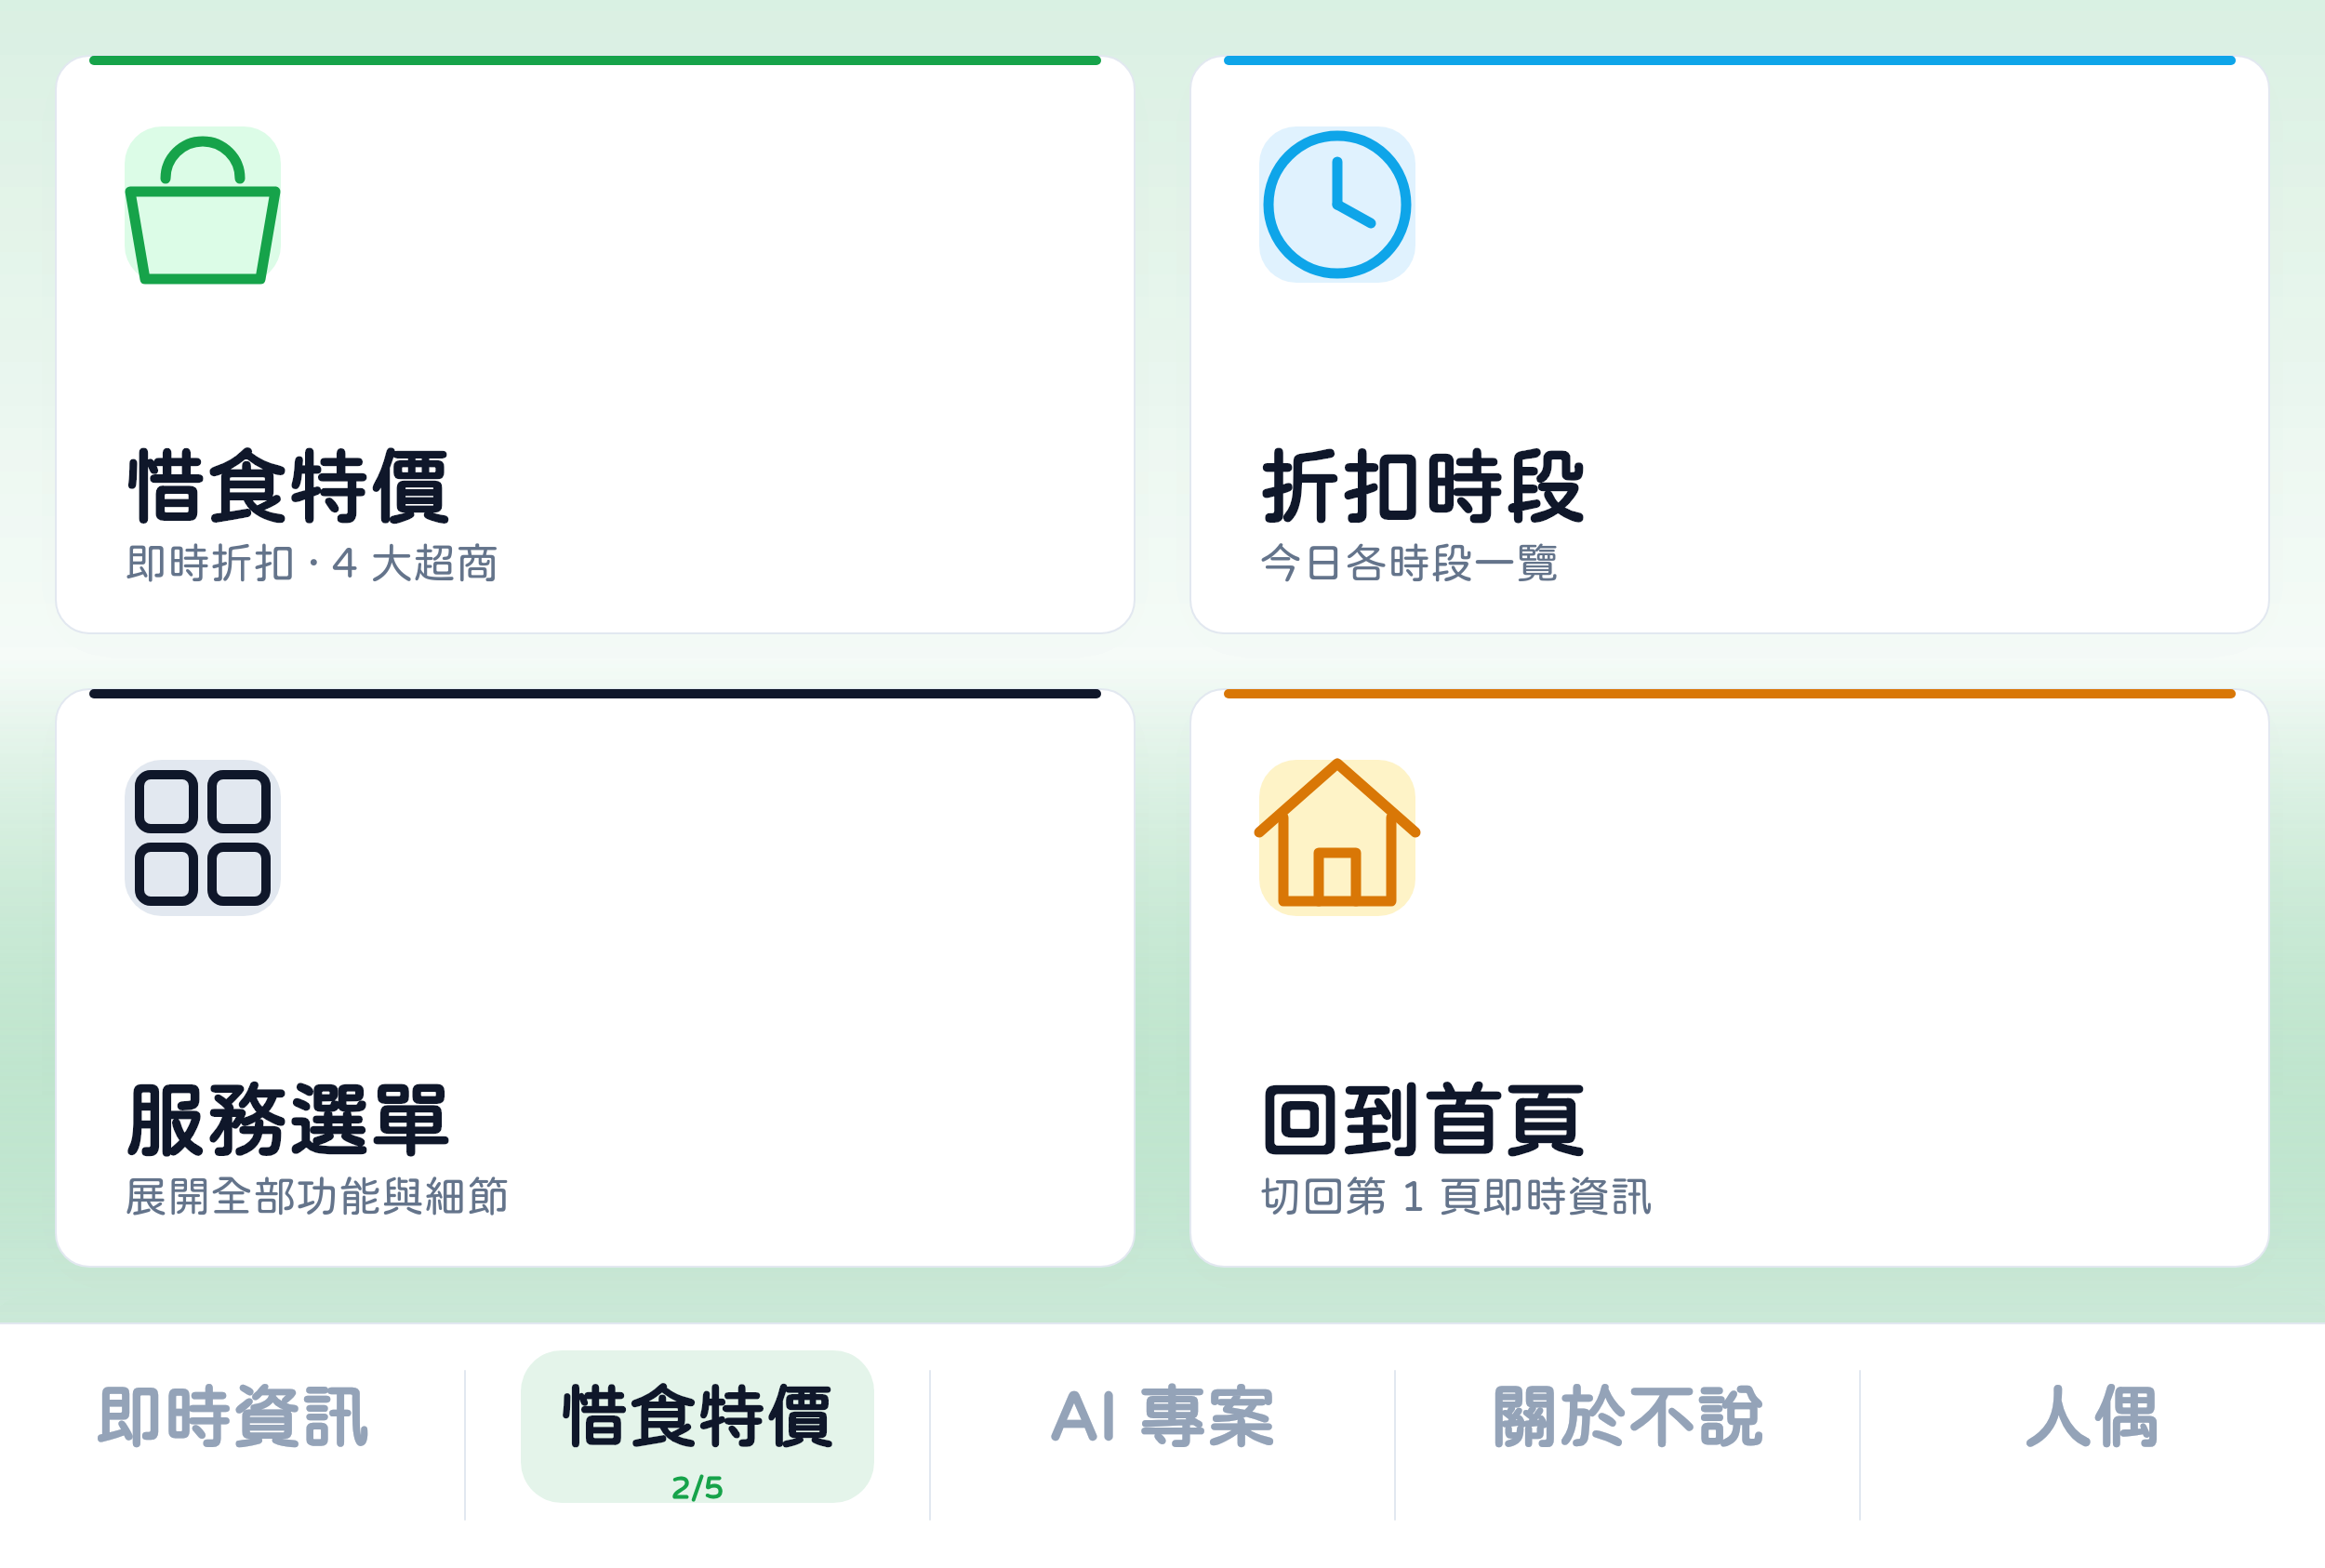 惜食特價
即時折扣 · 4 大超商
折扣時段
今日各時段一覽
服務選單
展開全部功能與細節
回到首頁
切回第 1 頁即時資訊
即時資訊
惜食特價
2/5
AI 專案
關於不說
人偶